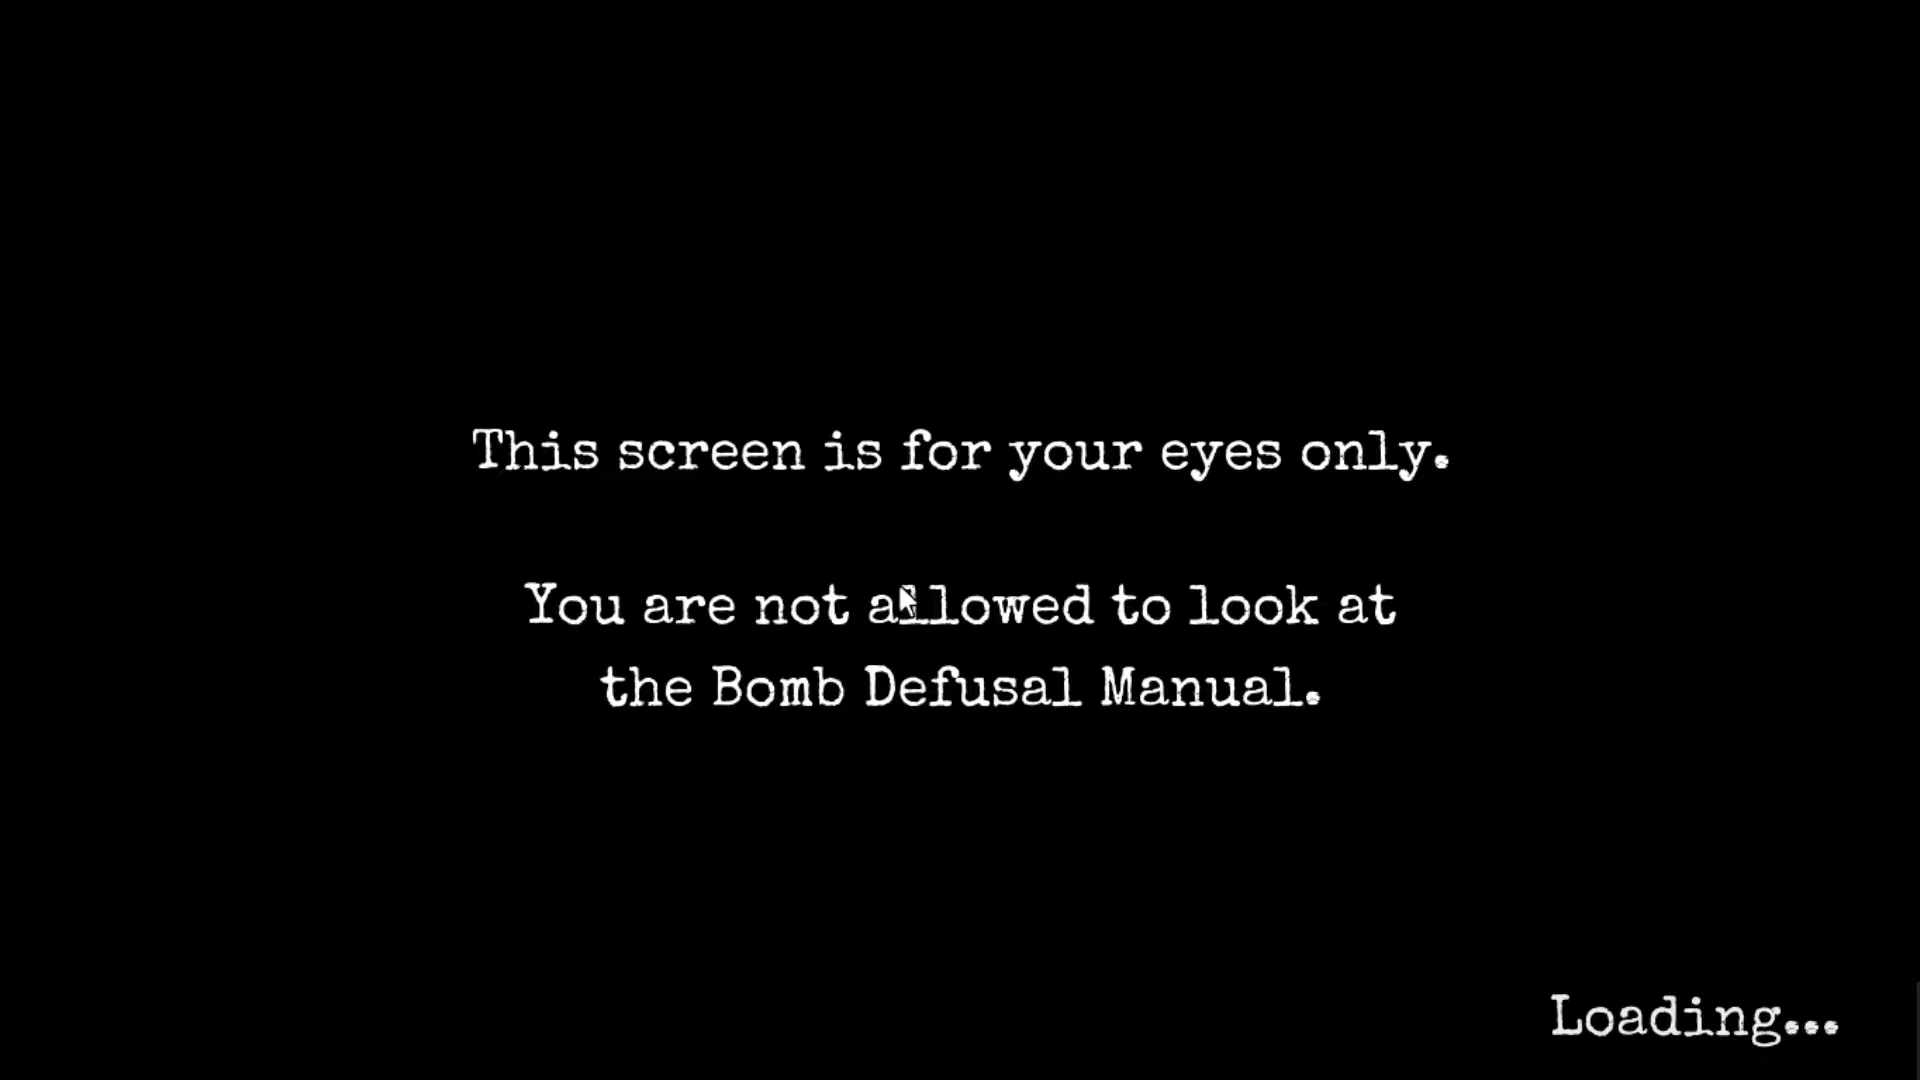 This screen is for your eyes only.
You are not allowed to look at
the Bomb Defusal Manual.
Loading...